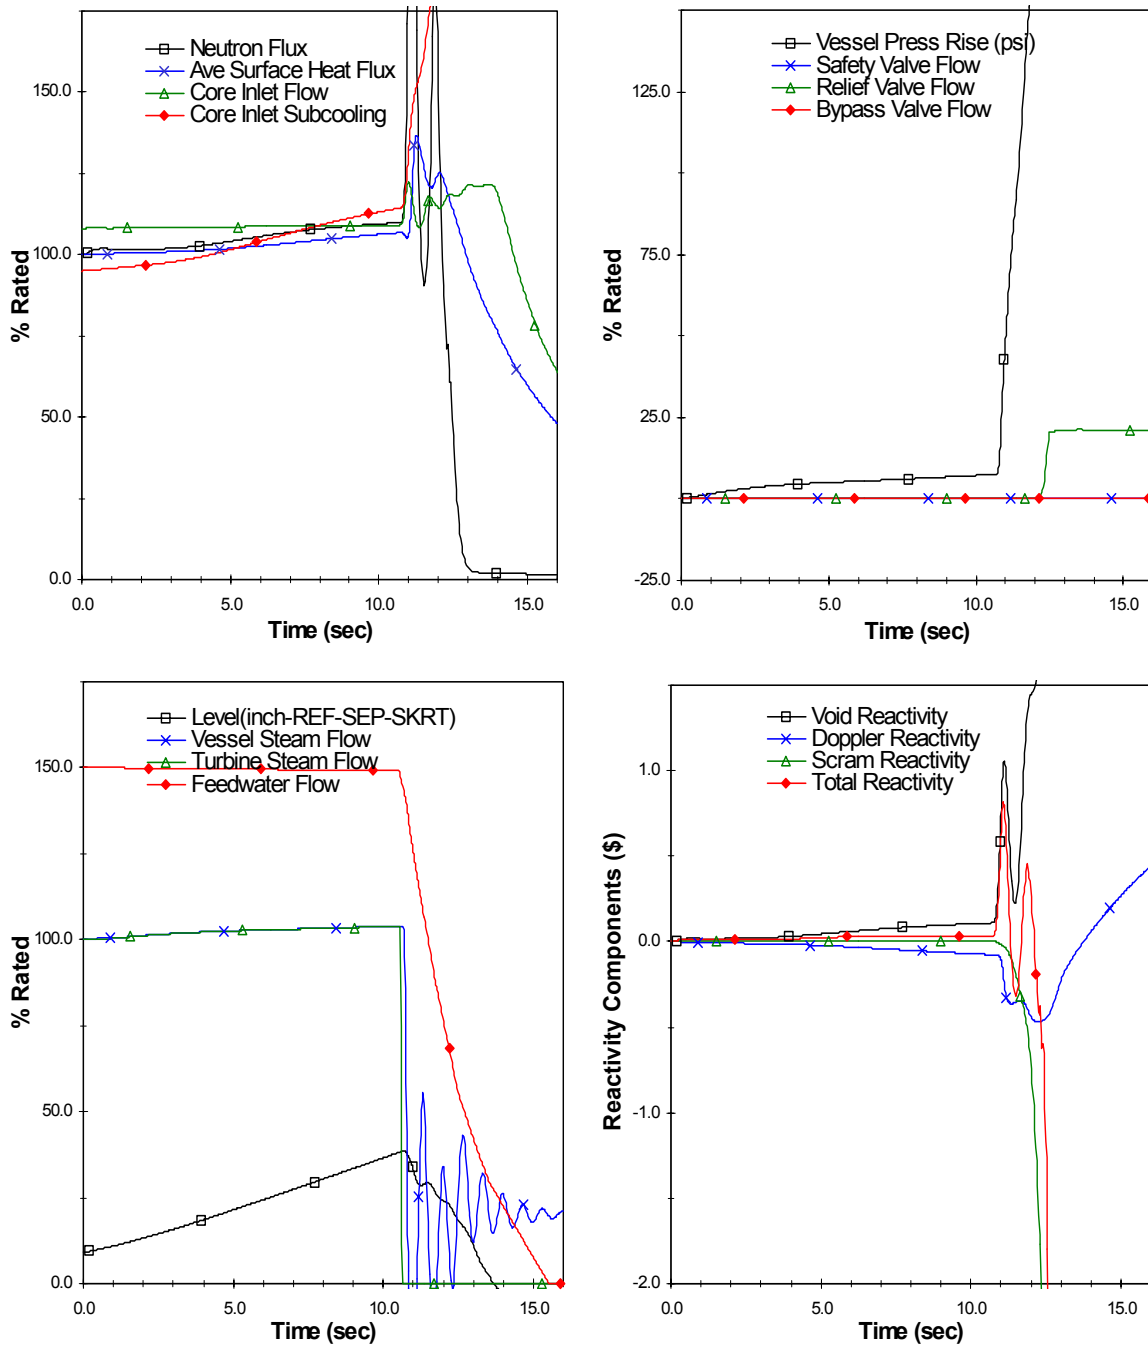 Neutron Flux
Ave Surface Heat Flux
Core Inlet Flow
Core Inlet Subcooling
150.0
100.0
50.0
0.0
% Rated
0.0 5.0 10.0 15.0
Time (sec)
Vessel Press Rise (psi)
Safety Valve Flow
Relief Valve Flow
Bypass Valve Flow
125.0
75.0
25.0
-25.0
% Rated
0.0 5.0 10.0 15.0
Time (sec)
Level(inch-REF-SEP-SKRT)
Vessel Steam Flow
Turbine Steam Flow
Feedwater Flow
150.0
100.0
50.0
0.0
% Rated
0.0 5.0 10.0 15.0
Time (sec)
Void Reactivity
Doppler Reactivity
Scram Reactivity
Total Reactivity
1.0
0.0
-1.0
-2.0
Reactivity Components ($)
0.0 5.0 10.0 15.0
Time (sec)